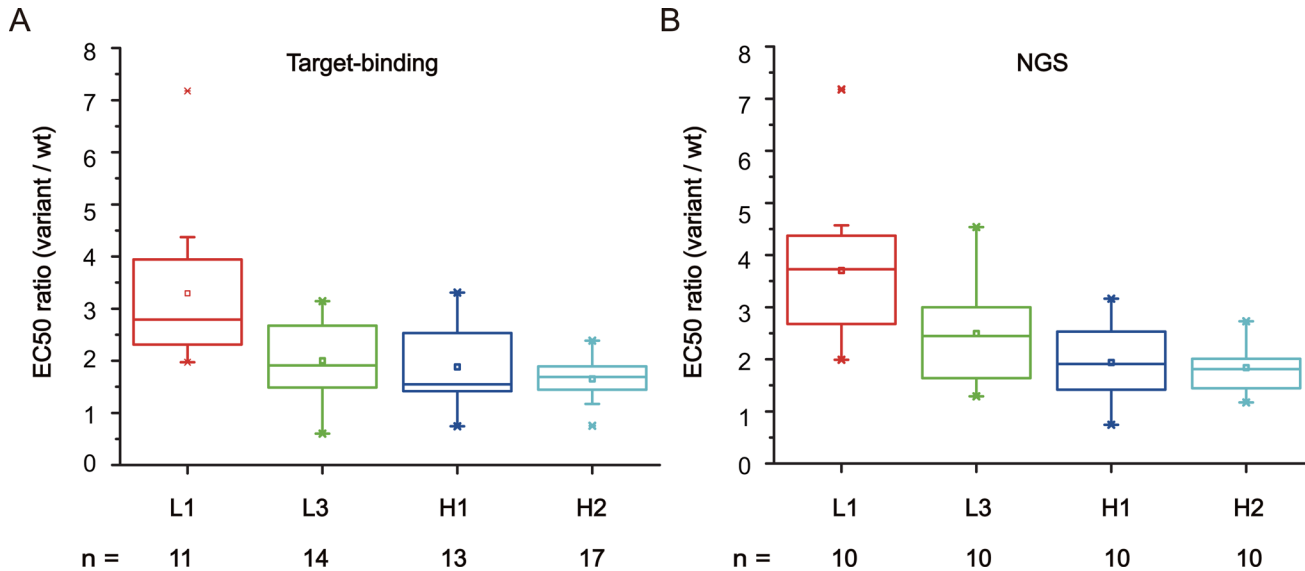 A
Target-binding
EC50 ratio (variant / wt)
8
7
6
5
4
3
2
1
0
L1 L3 H1 H2
n = 11 14 13 17
B
NGS
EC50 ratio (variant / wt)
8
7
6
5
4
3
2
1
0
L1 L3 H1 H2
n = 10 10 10 10